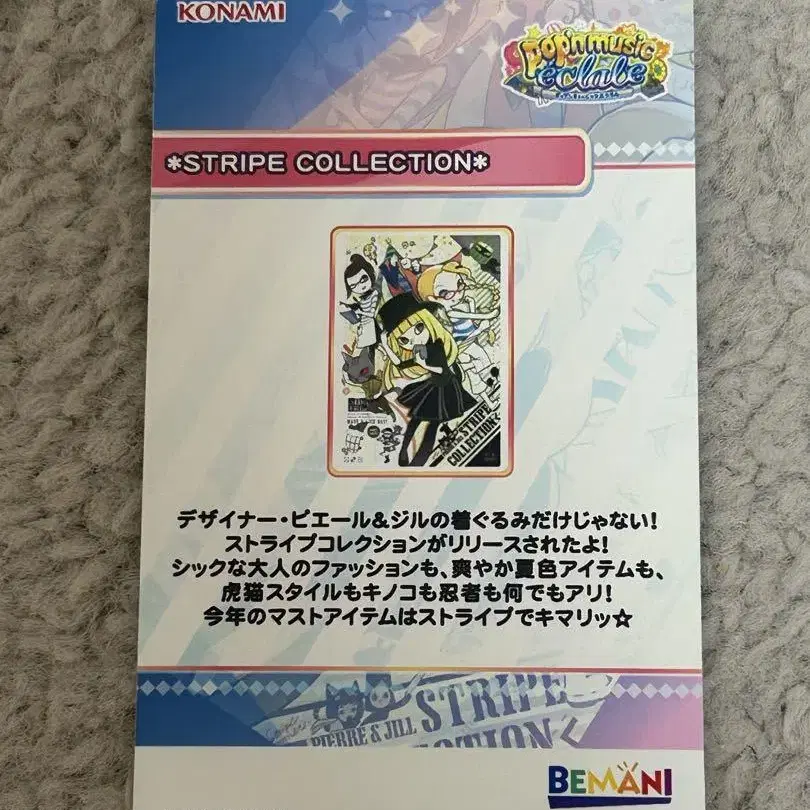 KONAMI
pop'n music
éclale
*STRIPE COLLECTION*
STRIPE
COLLECTION
デザイナー・ピエール&ジルの着ぐるみだけじゃない!
ストライプコレクションがリリースされたよ!
シックな大人のファッションも、爽やか夏色アイテムも、
虎猫スタイルもキノコも忍者も何でもアリ!
今年のマストアイテムはストライプでキマリッ☆
STRIPE
PIERRE & JILL
BEMANI